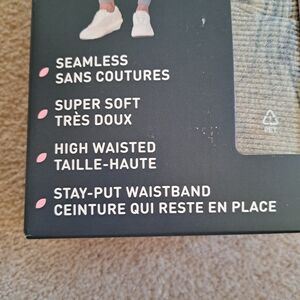 SEAMLESS
SANS COUTURES
SUPER SOFT
TRÈS DOUX
HIGH WAISTED
TAILLE-HAUTE
STAY-PUT WAISTBAND
CEINTURE QUI RESTE EN PLACE
PET